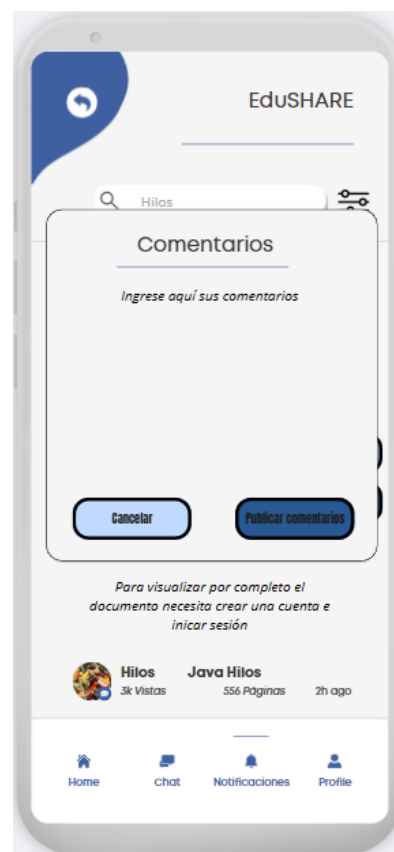 EduSHARE
Hilos
Comentarios
Ingrese aquí sus comentarios
Cancelar
Publicar comentarios
Para visualizar por completo el
documento necesita crear una cuenta e
inicar sesión
Hilos Java Hilos
3k Vistas 556 Páginas 2h ago
Home Chat Notificaciones Profile